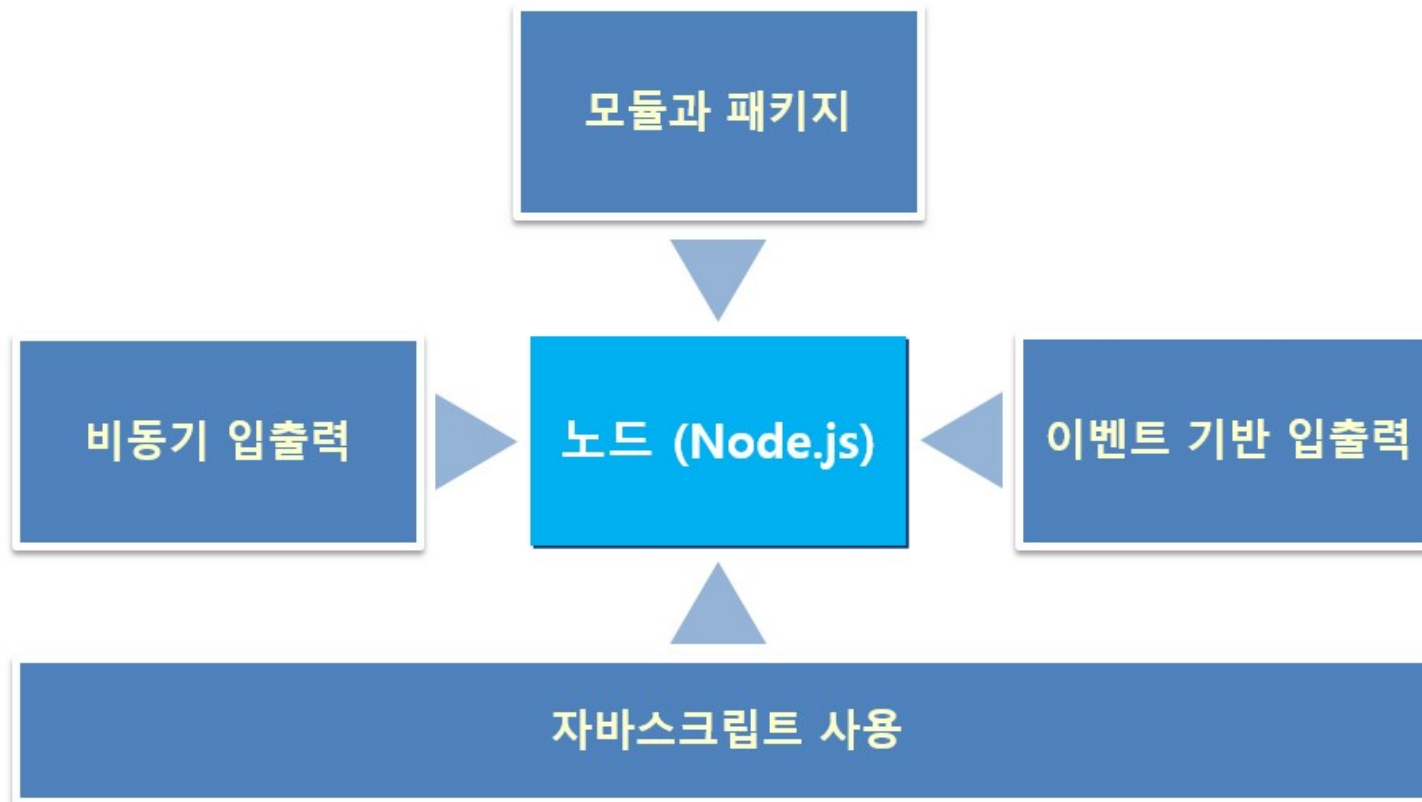 모듈과 패키지
비동기 입출력
노드 (Node.js)
이벤트 기반 입출력
자바스크립트 사용